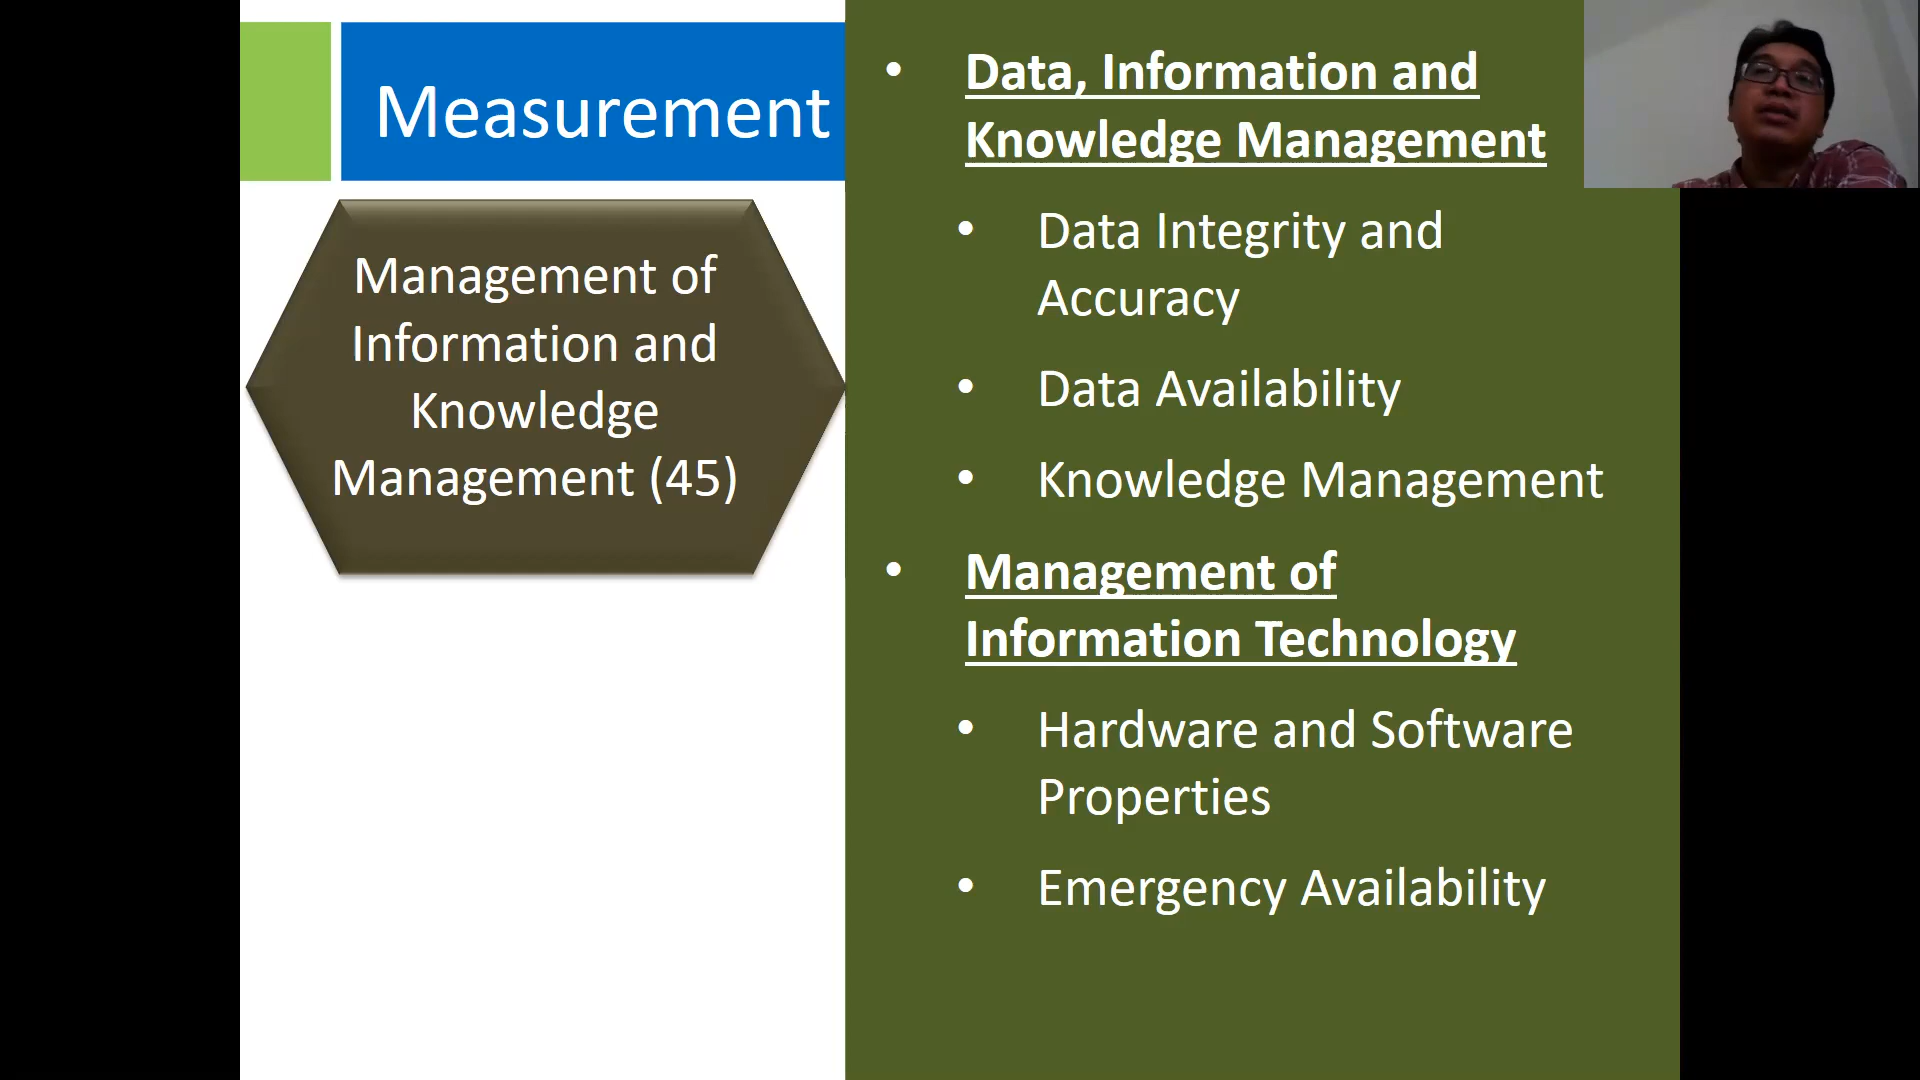 Measurement
Management of
Information and
Knowledge
Management (45)
• Data, Information and
Knowledge Management
• Data Integrity and
Accuracy
• Data Availability
• Knowledge Management
• Management of
Information Technology
• Hardware and Software
Properties
• Emergency Availability